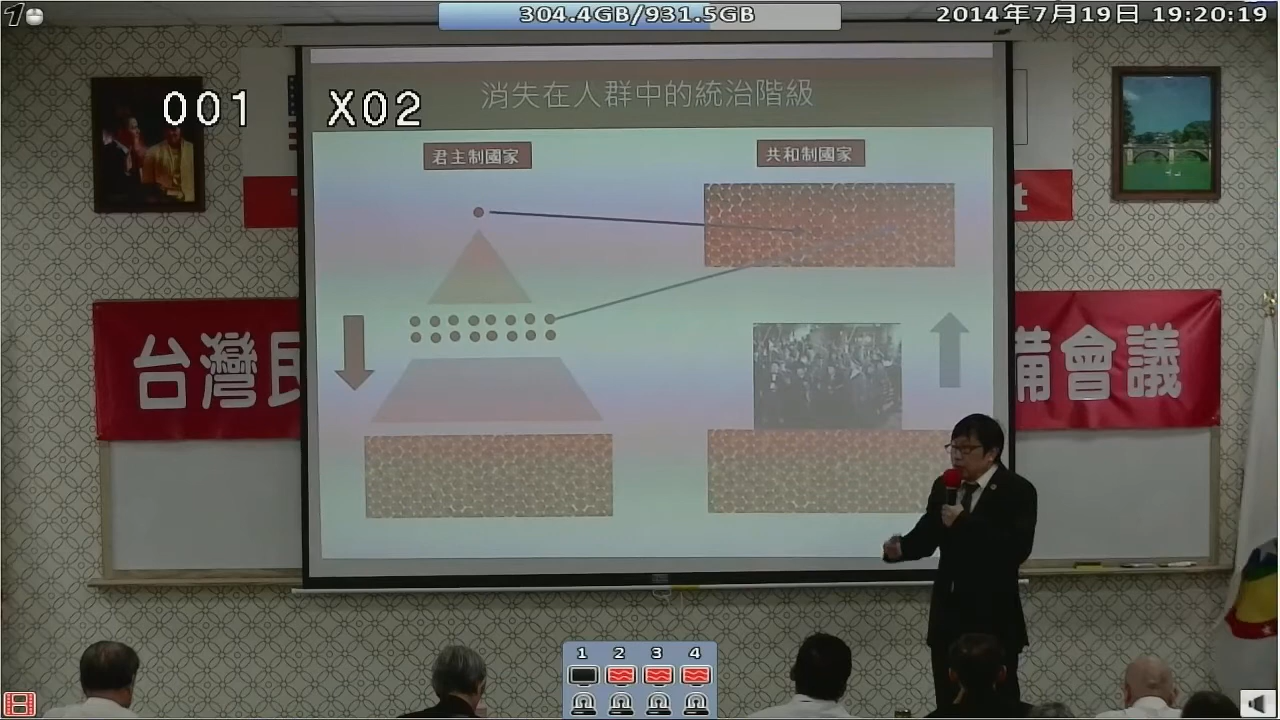 304.4GB/931.5GB
2014年7月19日 19:20:19
001 X02
消失在人群中的統治階級
君主制國家
共和制國家
t
台灣民
備會議
1 2 3 4